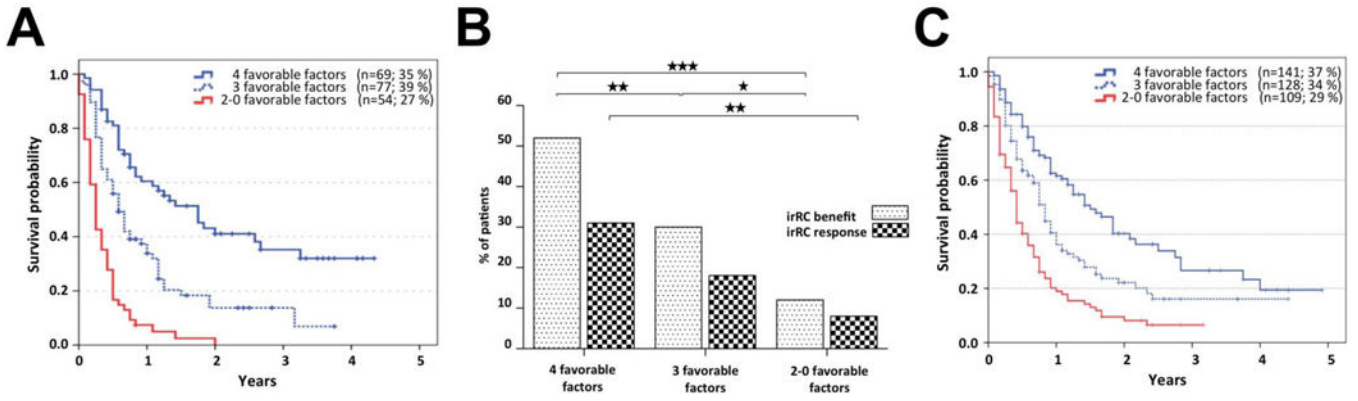 A
4 favorable factors (n=69; 35 %)
3 favorable factors (n=77; 39 %)
2-0 favorable factors (n=54; 27 %)
Survival probability
1.0
0.8
0.6
0.4
0.2
0.0
0 1 2 3 4 5
Years
B
★★★
★★ ★
★★
% of patients
60
50
40
30
20
10
0
irRC benefit
irRC response
4 favorable factors
3 favorable factors
2-0 favorable factors
C
4 favorable factors (n=141; 37 %)
3 favorable factors (n=128; 34 %)
2-0 favorable factors (n=109; 29 %)
Survival probability
1.0
0.8
0.6
0.4
0.2
0.0
0 1 2 3 4 5
Years